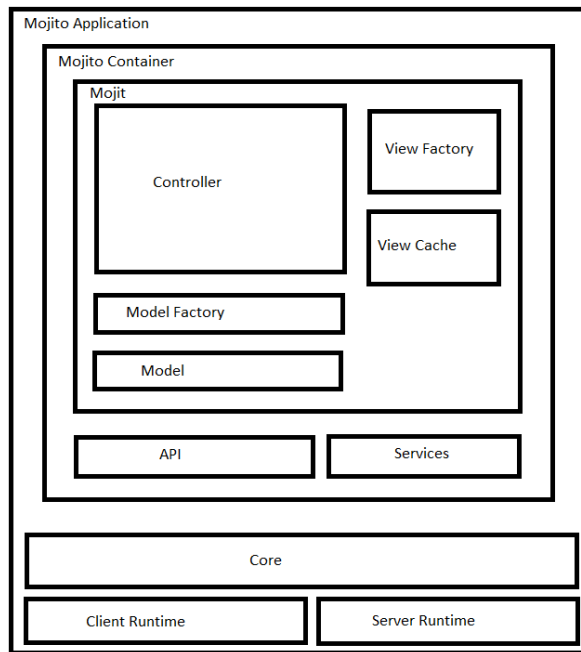 Mojito Application
Mojito Container
Mojit
Controller
View Factory
View Cache
Model Factory
Model
API
Services
Core
Client Runtime
Server Runtime